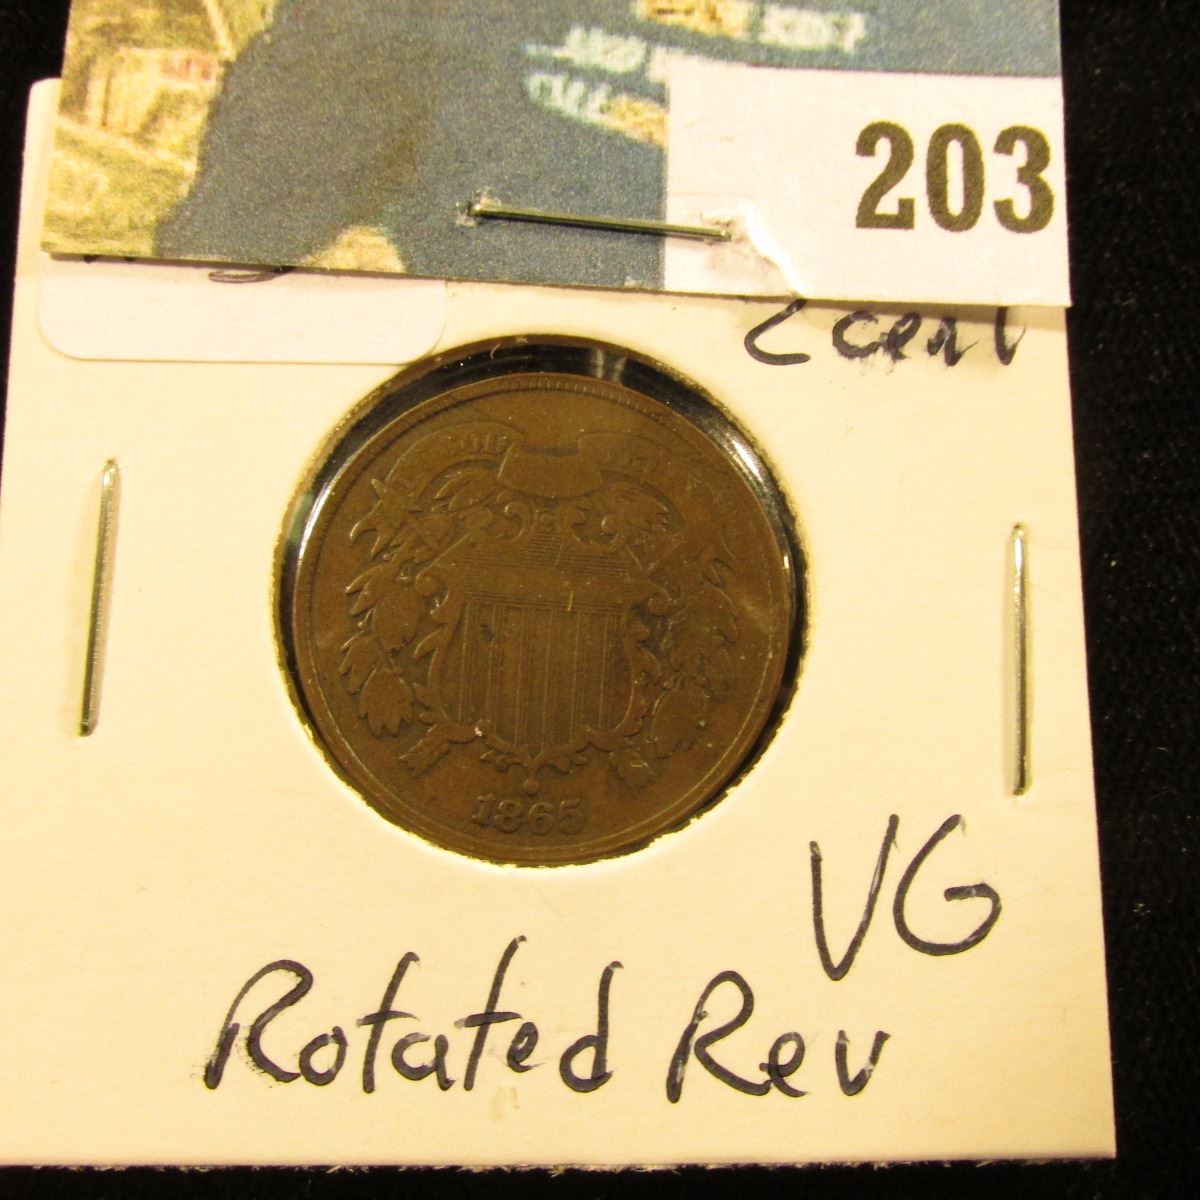 203
2 cent
1865
VG
Rotated Rev